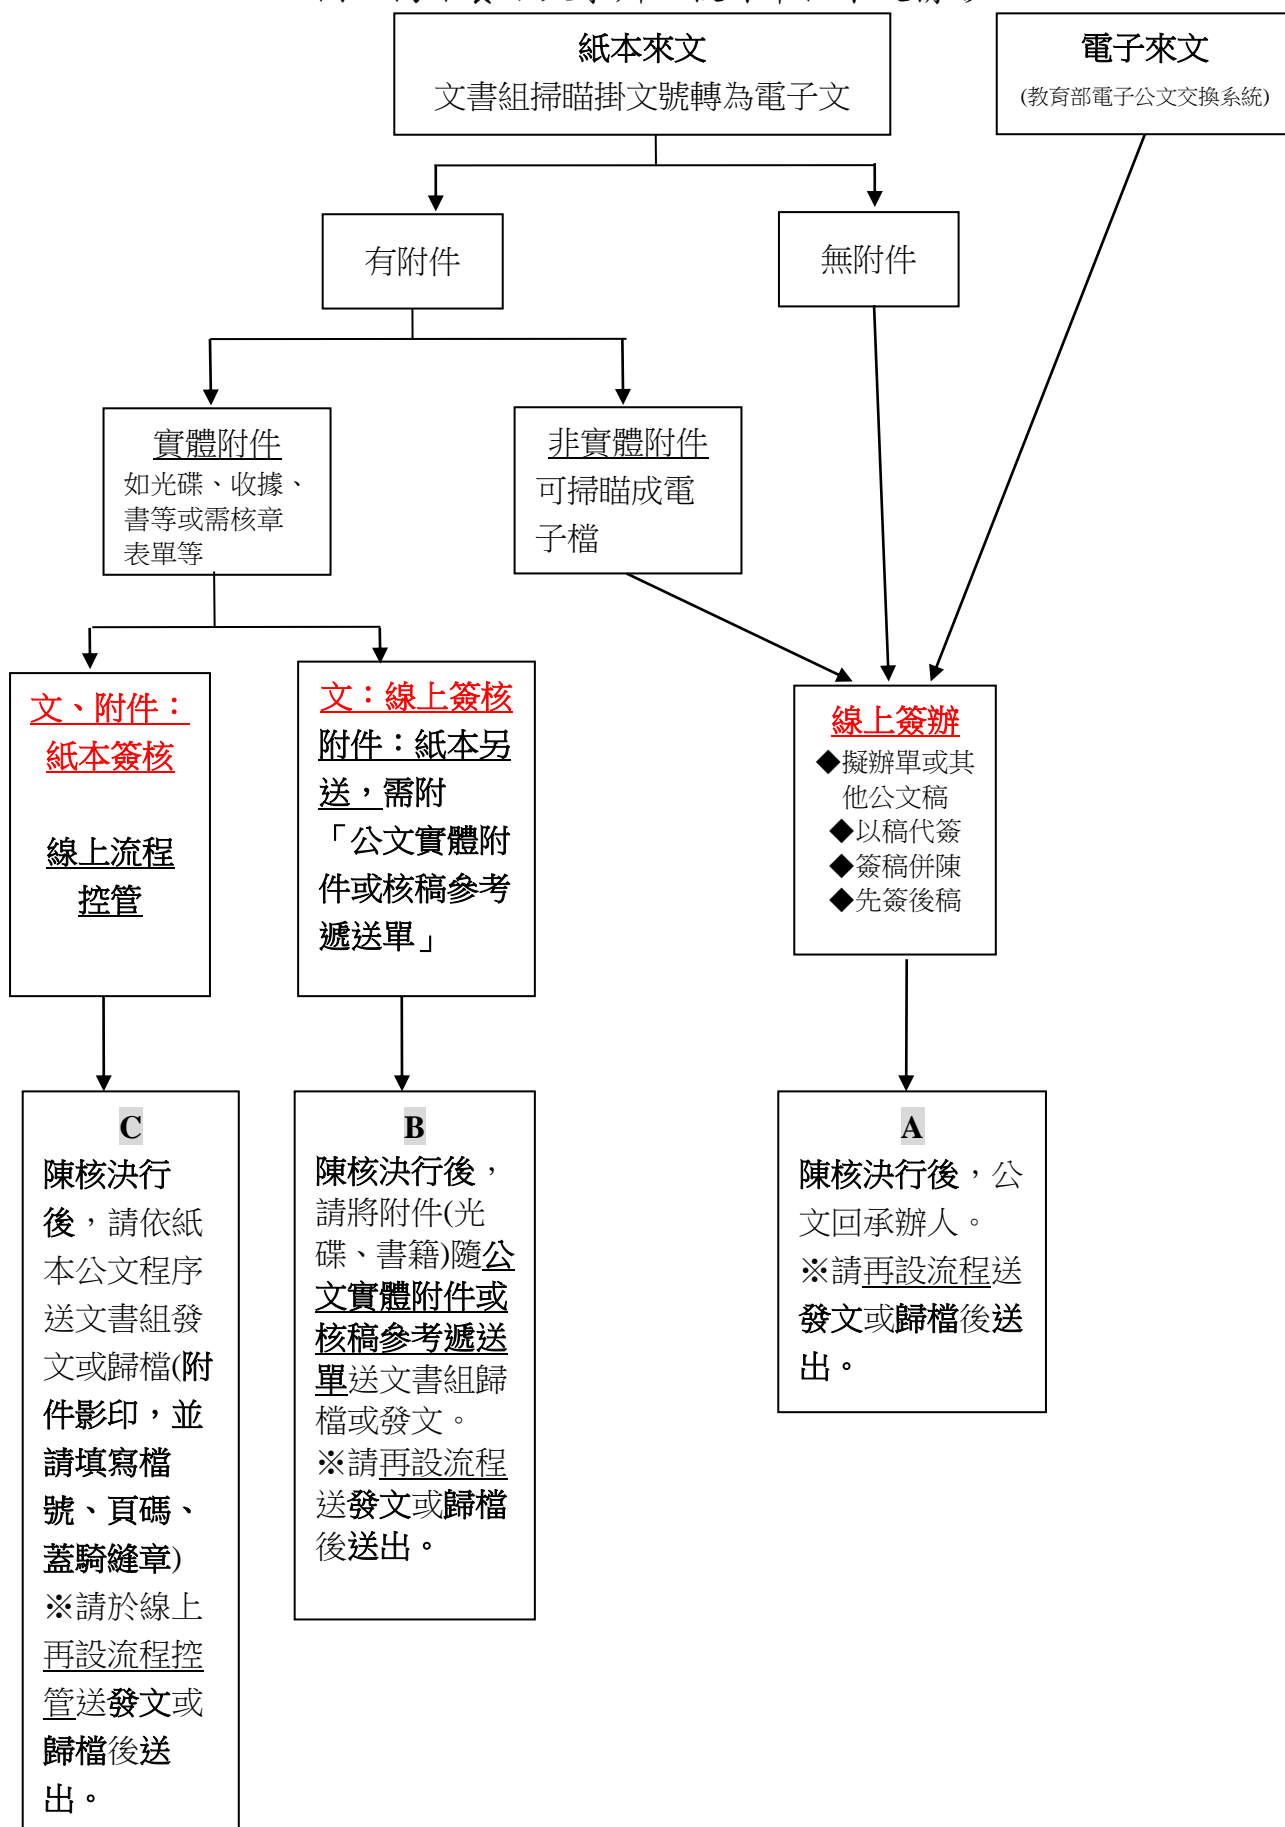 紙本來文
文書組掃瞄掛文號轉為電子文
電子來文
(教育部電子公文交換系統)
有附件
無附件
實體附件
如光碟、收據、
書等或需核章
表單等
非實體附件
可掃瞄成電
子檔
文、附件：
紙本簽核
線上流程
控管
文：線上簽核
附件：紙本另
送，需附
「公文實體附
件或核稿參考
遞送單」
線上簽辦
◆擬辦單或其
他公文稿
◆以稿代簽
◆簽稿併陳
◆先簽後稿
C
陳核決行
後，請依紙
本公文程序
送文書組發
文或歸檔(附
件影印，並
請填寫檔
號、頁碼、
蓋騎縫章)
※請於線上
再設流程控
管送發文或
歸檔後送
出。
B
陳核決行後，
請將附件(光
碟、書籍)隨公
文實體附件或
核稿參考遞送
單送文書組歸
檔或發文。
※請再設流程
送發文或歸檔
後送出。
A
陳核決行後，公
文回承辦人。
※請再設流程送
發文或歸檔後送
出。